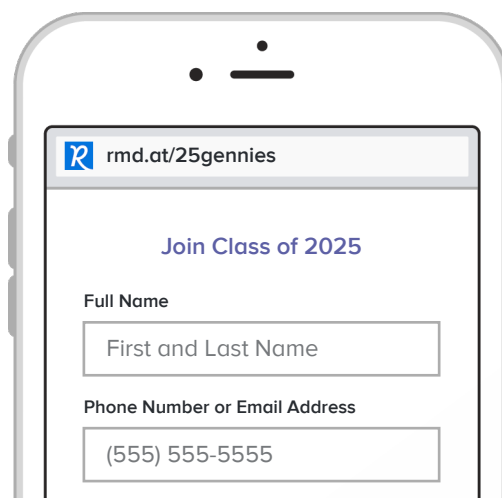 rmd.at/25gennies
Join Class of 2025
Full Name
First and Last Name
Phone Number or Email Address
(555) 555-5555